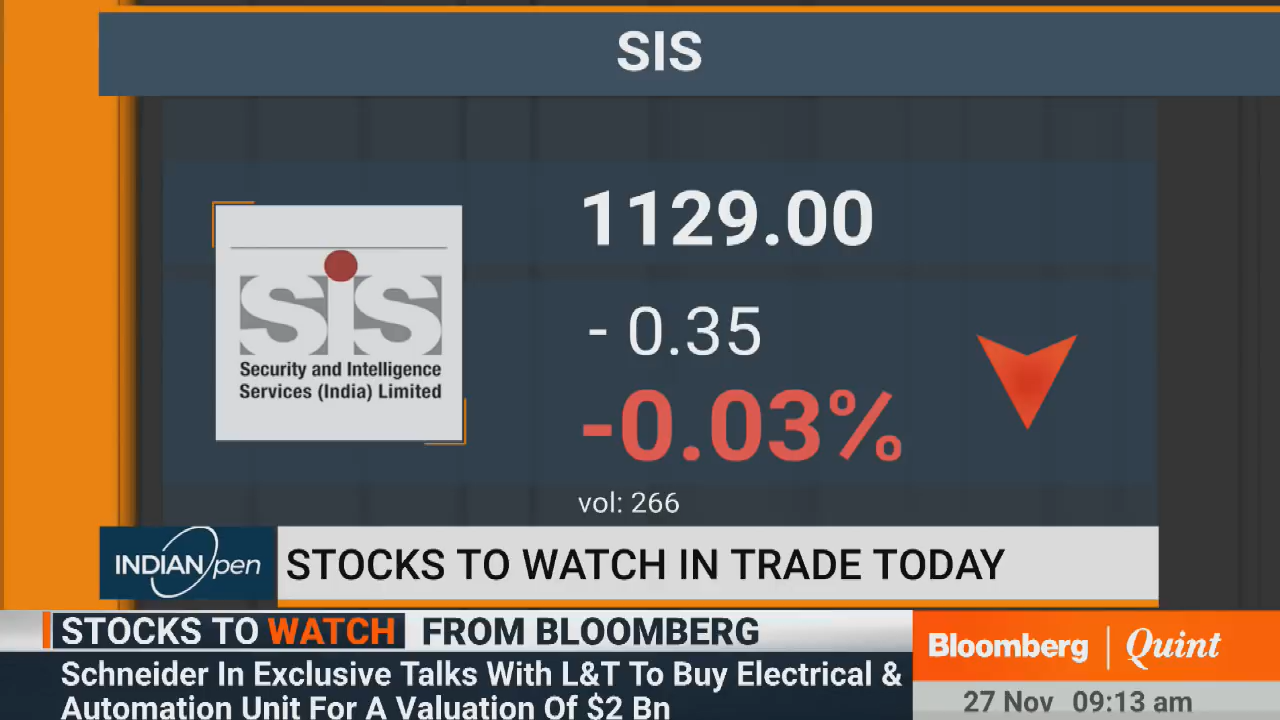 SIS
1129.00
- 0.35
-0.03%
vol: 266
SiS
Security and Intelligence
Services (India) Limited
INDIAN Open
STOCKS TO WATCH IN TRADE TODAY
STOCKS TO WATCH FROM BLOOMBERG
Schneider In Exclusive Talks With L&T To Buy Electrical &
Automation Unit For A Valuation Of $2 Bn
Bloomberg | Quint
27 Nov 09:13 am